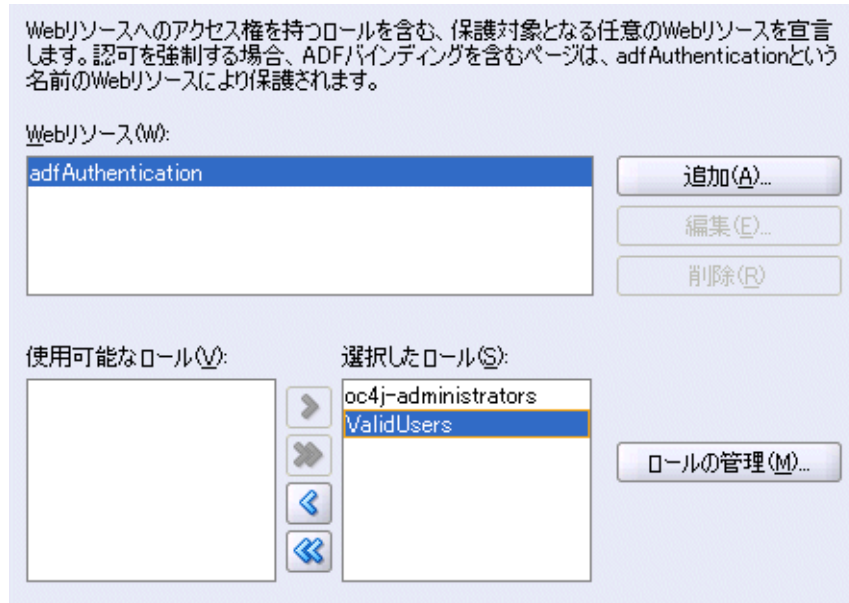 Webリソースへのアクセス権を持つロールを含む、保護対象となる任意のWebリソースを宣言
します。認可を強制する場合、ADFバインディングを含むページは、adfAuthenticationという
名前のWebリソースにより保護されます。
Webリソース(W):
adfAuthentication
追加(A)...
編集(E)...
削除(R)
使用可能なロール(V):
選択したロール(S):
oc4j-administrators
ValidUsers
ロールの管理(M)...